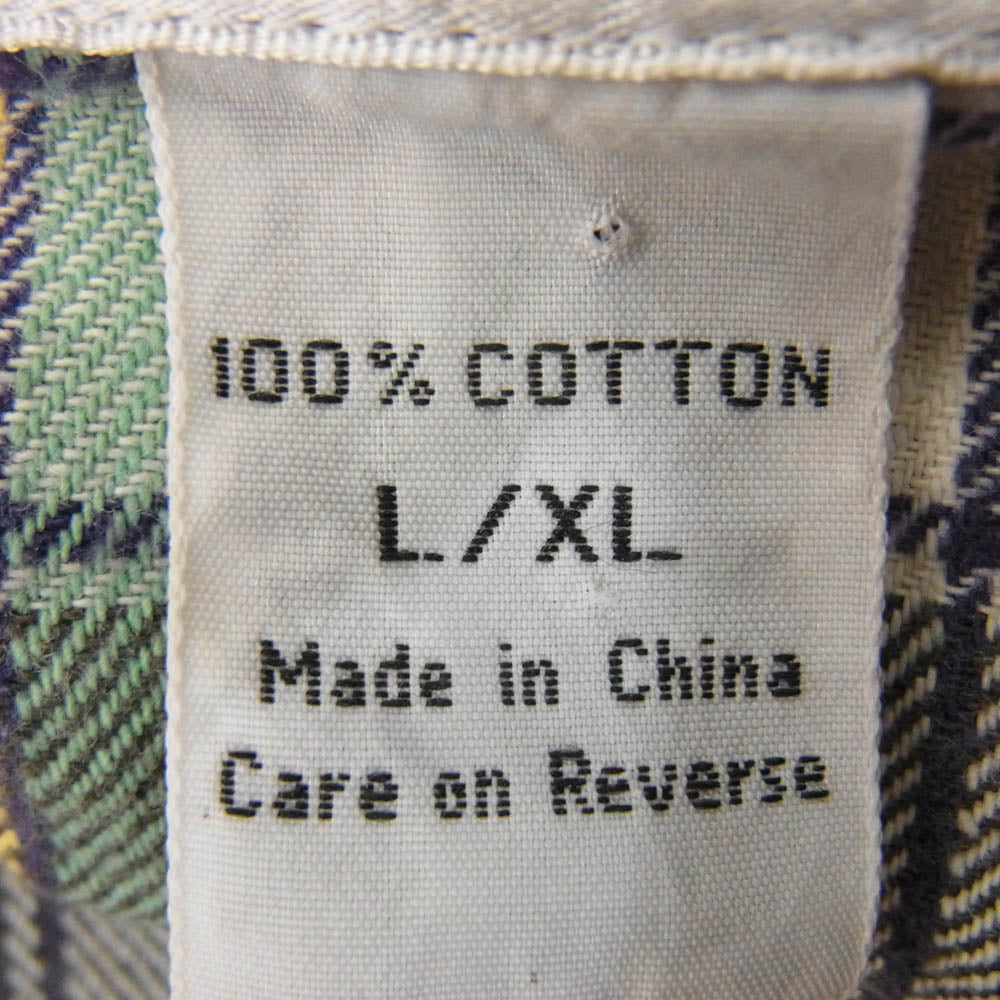 100% COTTON
L/XL
Made in China
Care on Reverse